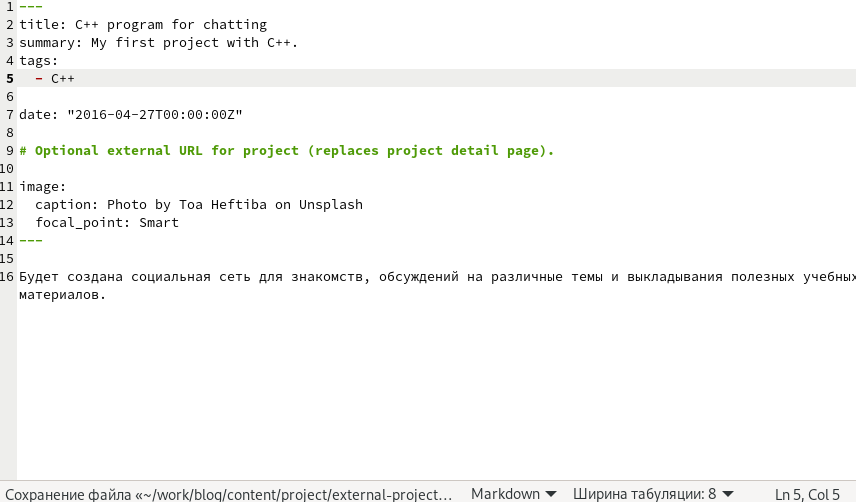 1 ---
2 title: C++ program for chatting
3 summary: My first project with C++.
4 tags:
5   - C++
6
7 date: "2016-04-27T00:00:00Z"
8
9 # Optional external URL for project (replaces project detail page).
10
11 image:
12   caption: Photo by Toa Heftiba on Unsplash
13   focal_point: Smart
14 ---
15
16 Будет создана социальная сеть для знакомств, обсуждений на различные темы и выкладывания полезных учебных
материалов.
Сохранение файла «~/work/blog/content/project/external-project… Markdown Ширина табуляции: 8 Ln 5, Col 5